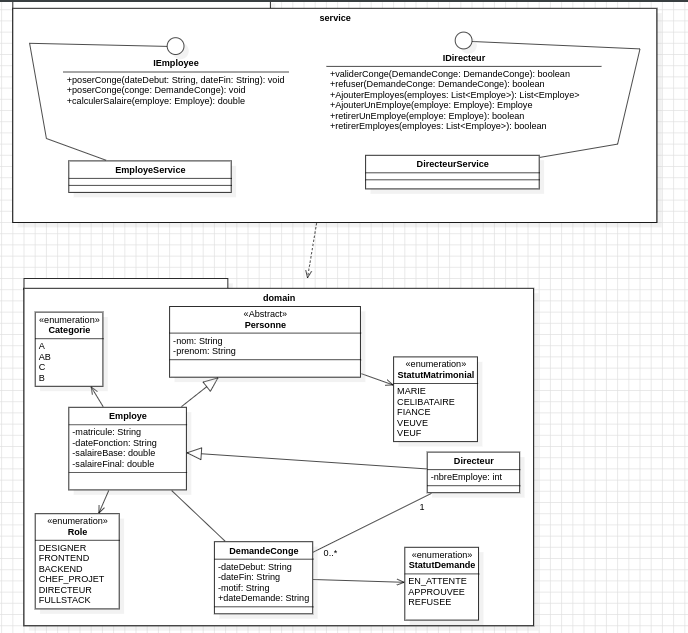 service
IEmployee
+poserConge(dateDebut: String, dateFin: String): void
+poserConge(conge: DemandeConge): void
+calculerSalaire(employe: Employe): double
IDirecteur
+validerConge(DemandeConge: DemandeConge): boolean
+refuser(DemandeConge: DemandeConge): boolean
+AjouterEmployes(employes: List<Employe>): List<Employe>
+AjouterUnEmploye(employe: Employe): Employe
+retirerUnEmploye(employe: Employe): boolean
+retirerEmployes(employes: List<Employe>): boolean
EmployeService
DirecteurService
domain
«enumeration»
Categorie
A
AB
C
B
«Abstract»
Personne
-nom: String
-prenom: String
«enumeration»
StatutMatrimonial
MARIE
CELIBATAIRE
FIANCE
VEUVE
VEUF
Employe
-matricule: String
-dateFonction: String
-salaireBase: double
-salaireFinal: double
Directeur
-nbreEmploye: int
1
0..*
«enumeration»
Role
DESIGNER
FRONTEND
BACKEND
CHEF_PROJET
DIRECTEUR
FULLSTACK
DemandeConge
-dateDebut: String
-dateFin: String
-motif: String
+dateDemande: String
«enumeration»
StatutDemande
EN_ATTENTE
APPROUVEE
REFUSEE